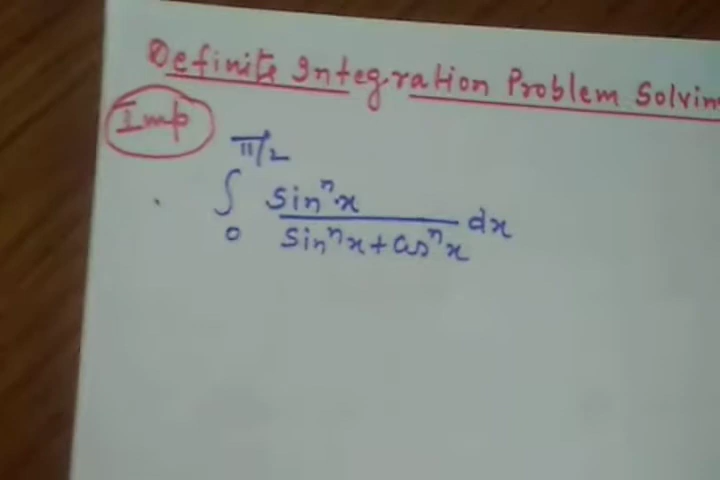 Definite Integration Problem Solvin
Imp
π/2
∫ sinⁿx
0 sinⁿx + cosⁿx dx